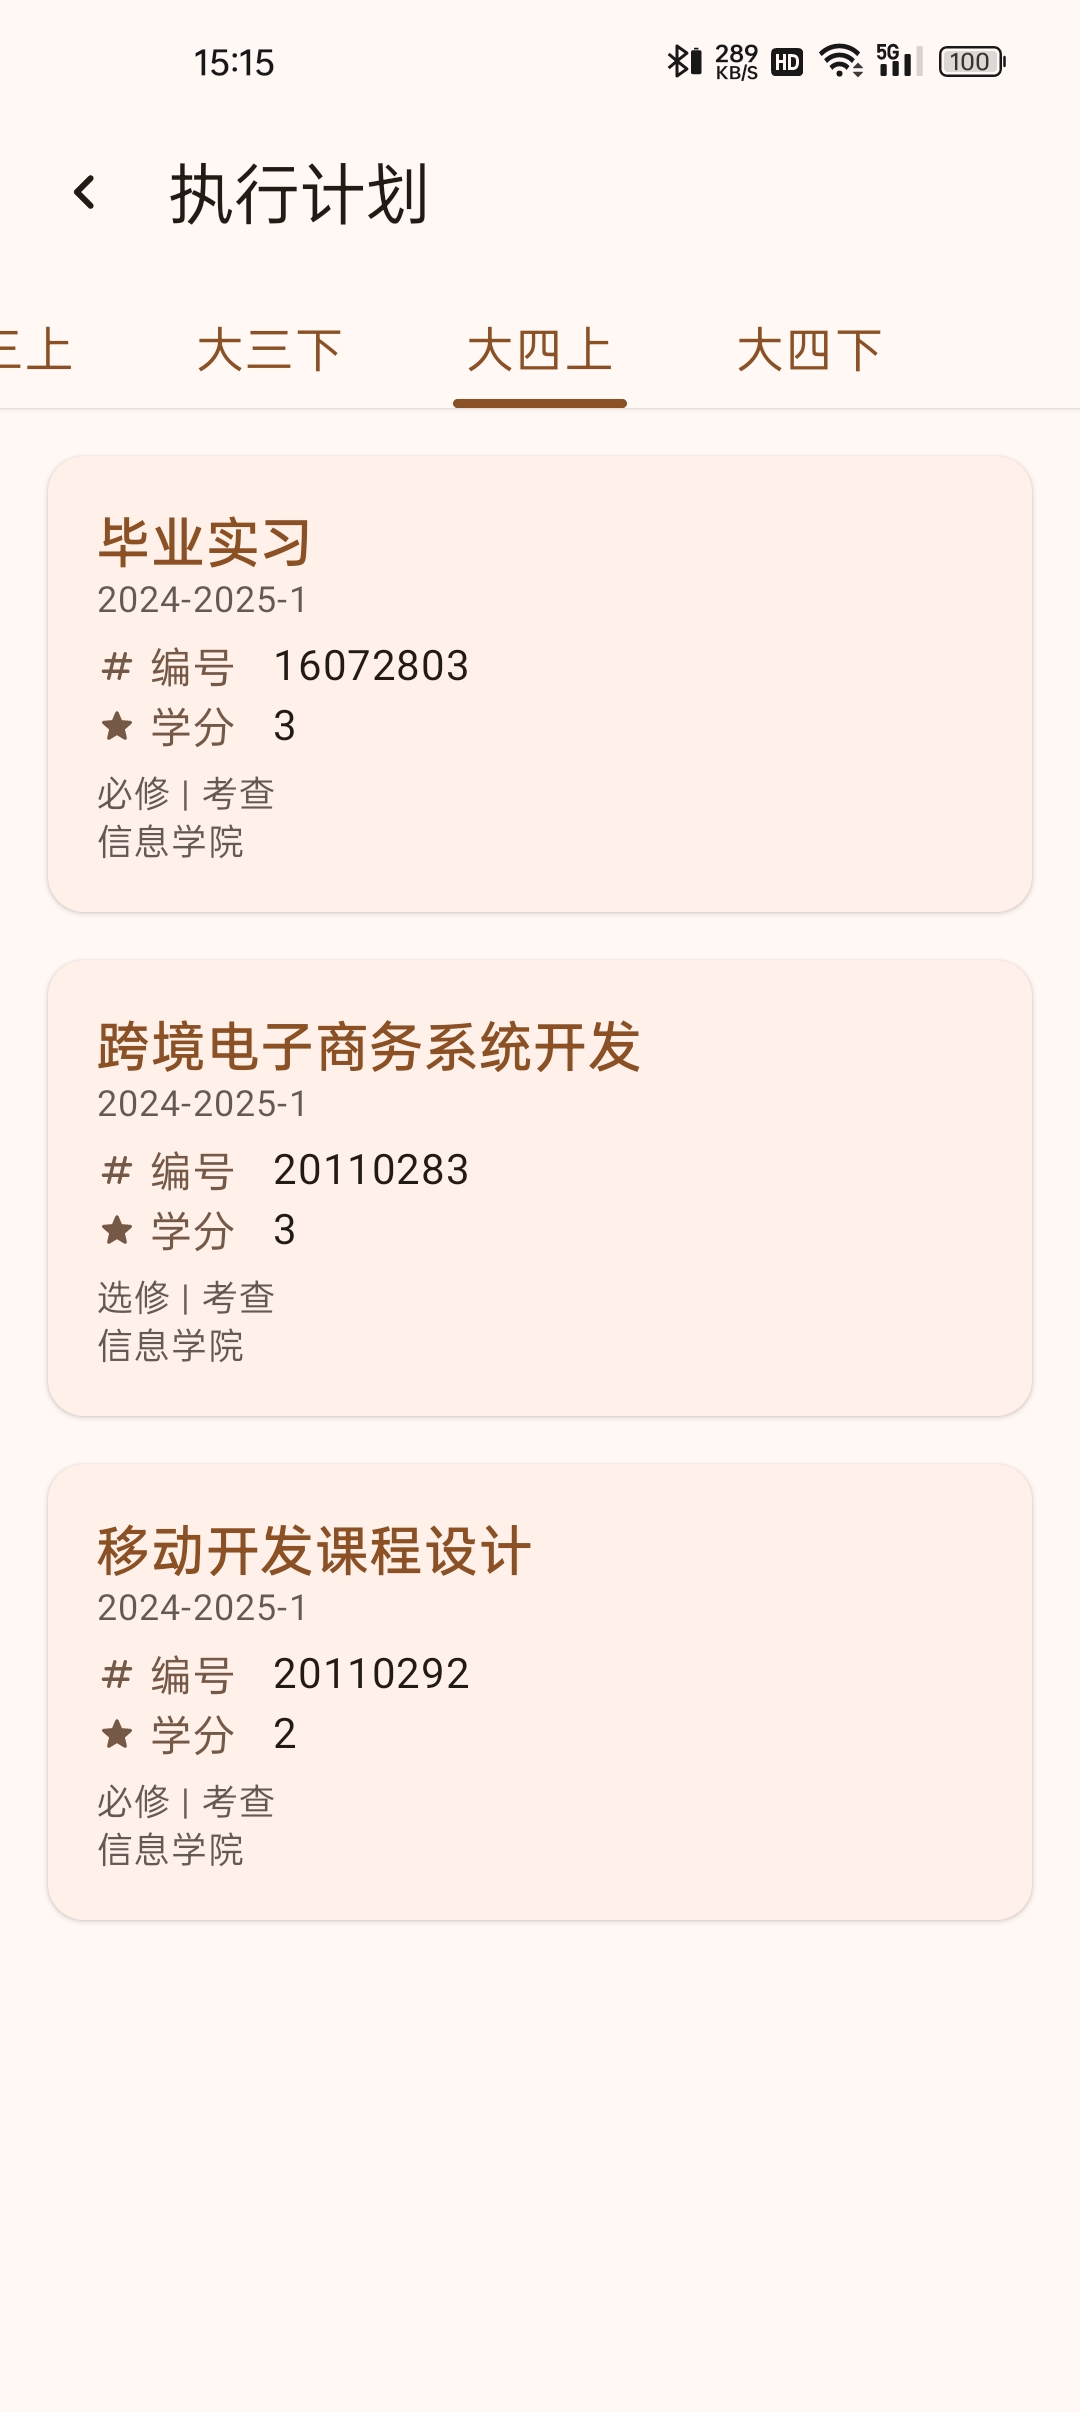 15:15
289
KB/S
HD
5G
100
执行计划
三上 大三下 大四上 大四下
毕业实习
2024-2025-1
# 编号 16072803
学分 3
必修 | 考查
信息学院
跨境电子商务系统开发
2024-2025-1
# 编号 20110283
学分 3
选修 | 考查
信息学院
移动开发课程设计
2024-2025-1
# 编号 20110292
学分 2
必修 | 考查
信息学院